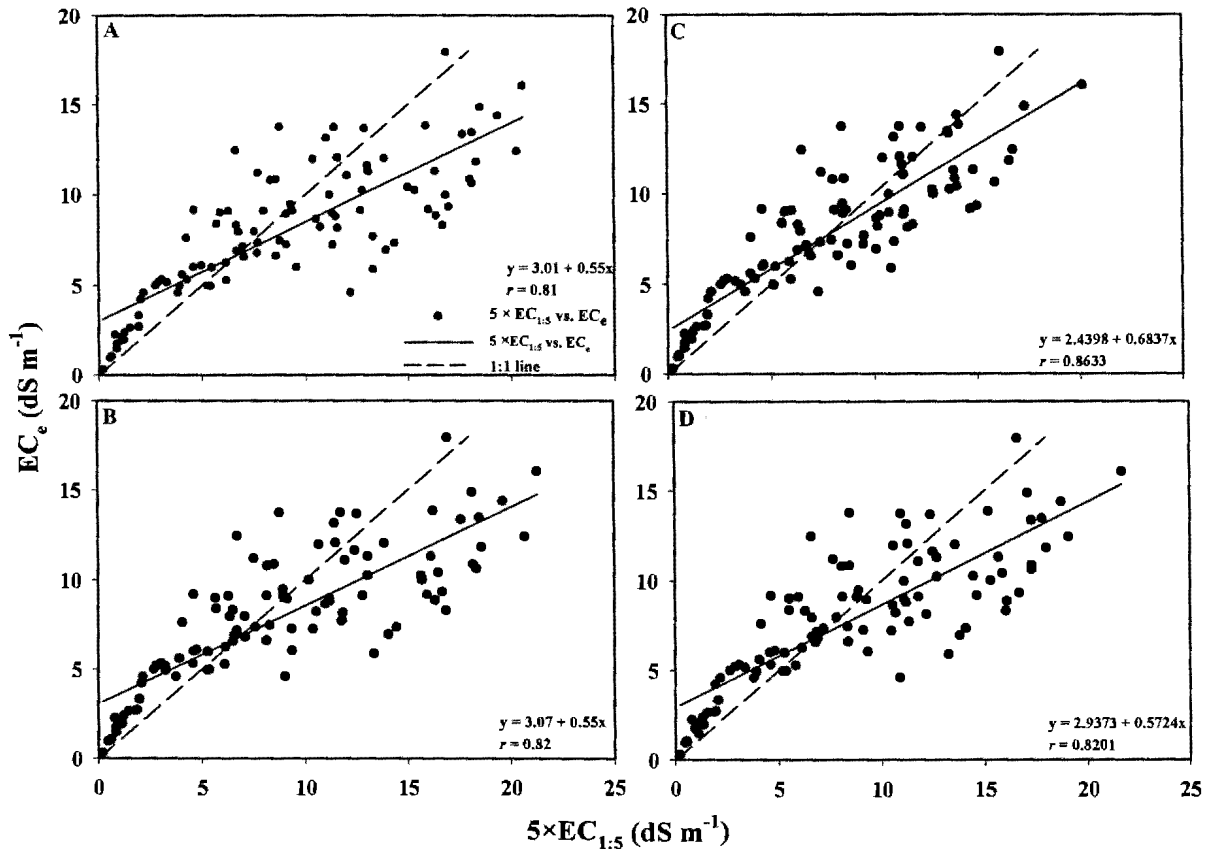 A
20
15
10
5
0
y = 3.01 + 0.55x
r = 0.81
5 × EC1:5 vs. ECe
5 ×EC1:5 vs. ECe
1:1 line
C
20
15
10
5
0
y = 2.4398 + 0.6837x
r = 0.8633
ECe (dS m-1)
B
20
15
10
5
0
y = 3.07 + 0.55x
r = 0.82
0 5 10 15 20 25
D
20
15
10
5
0
y = 2.9373 + 0.5724x
r = 0.8201
0 5 10 15 20 25
5×EC1:5 (dS m-1)